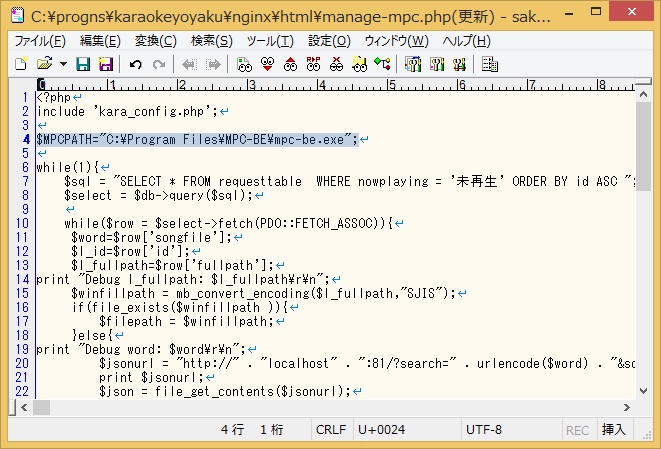 C:¥progns¥karaokeyoyaku¥nginx¥html¥manage-mpc.php(更新) - sak...
ファイル(F) 編集(E) 変換(C) 検索(S) ツール(T) 設定(O) ウィンドウ(W) ヘルプ(H)
0 1 2 3 4 5 6 7 8
1 <?php↵
2 include 'kara_config.php';↵
3 ↵
4 $MPCPATH="C:¥Program Files¥MPC-BE¥mpc-be.exe";↵
5 ↵
6 while(1){↵
7 $sql = "SELECT * FROM requesttable  WHERE nowplaying = '未再生' ORDER BY id ASC ";
8 $select = $db->query($sql);↵
9 ↵
10 while($row = $select->fetch(PDO::FETCH_ASSOC)){↵
11 $word=$row['songfile'];↵
12 $l_id=$row['id'];↵
13 $l_fullpath=$row['fullpath'];↵
14 print "Debug l_fullpath: $l_fullpath¥r¥n";↵
15 $winfillpath = mb_convert_encoding($l_fullpath,"SJIS");↵
16 if(file_exists($winfillpath )){↵
17 $filepath = $winfillpath;↵
18 }else{↵
19 print "Debug word: $word¥r¥n";↵
20 $jsonurl = "http://" . "localhost" . ":81/?search=" . urlencode($word) . "&so
21 print $jsonurl;↵
22 $json = file_get_contents($jsonurl);↵
4 行 1 桁 CRLF U+0024 UTF-8 REC 挿入